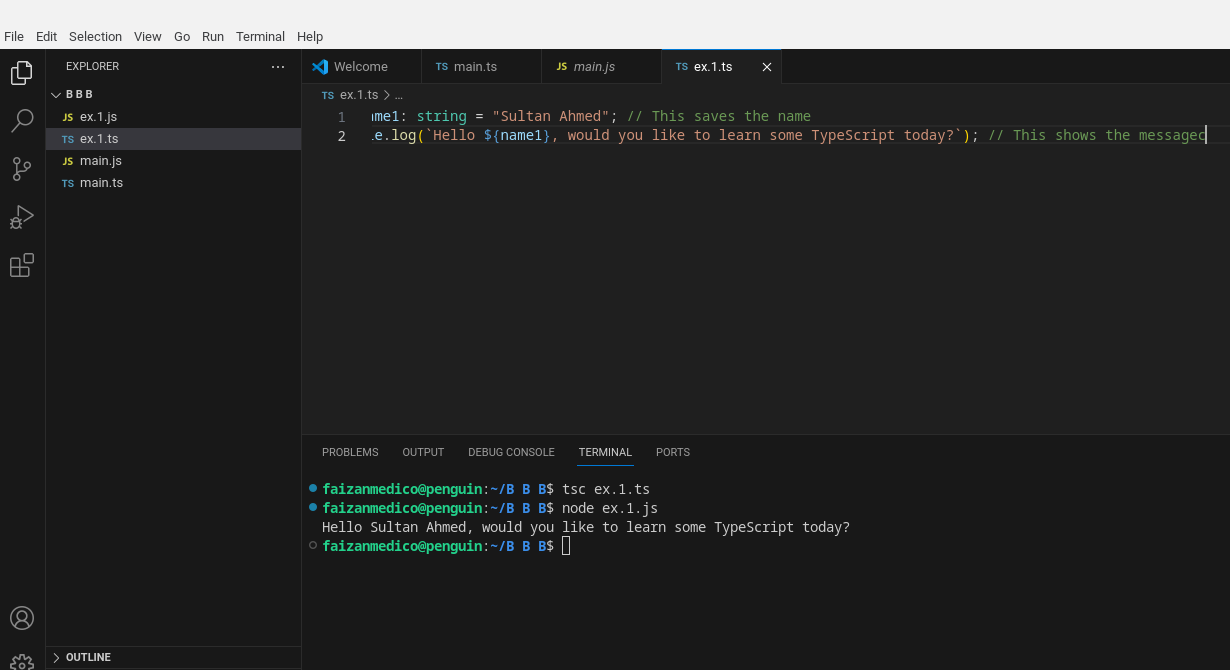 File Edit Selection View Go Run Terminal Help
EXPLORER ...
Welcome
TS main.ts
JS main.js
TS ex.1.ts
B B B
JS ex.1.js
TS ex.1.ts
JS main.js
TS main.ts
TS ex.1.ts > ...
1 me1: string = "Sultan Ahmed"; // This saves the name
2 e.log(`Hello ${name1}, would you like to learn some TypeScript today?`); // This shows the messagec
PROBLEMS OUTPUT DEBUG CONSOLE TERMINAL PORTS
faizanmedico@penguin:~/B B B$ tsc ex.1.ts
faizanmedico@penguin:~/B B B$ node ex.1.js
Hello Sultan Ahmed, would you like to learn some TypeScript today?
faizanmedico@penguin:~/B B B$
OUTLINE